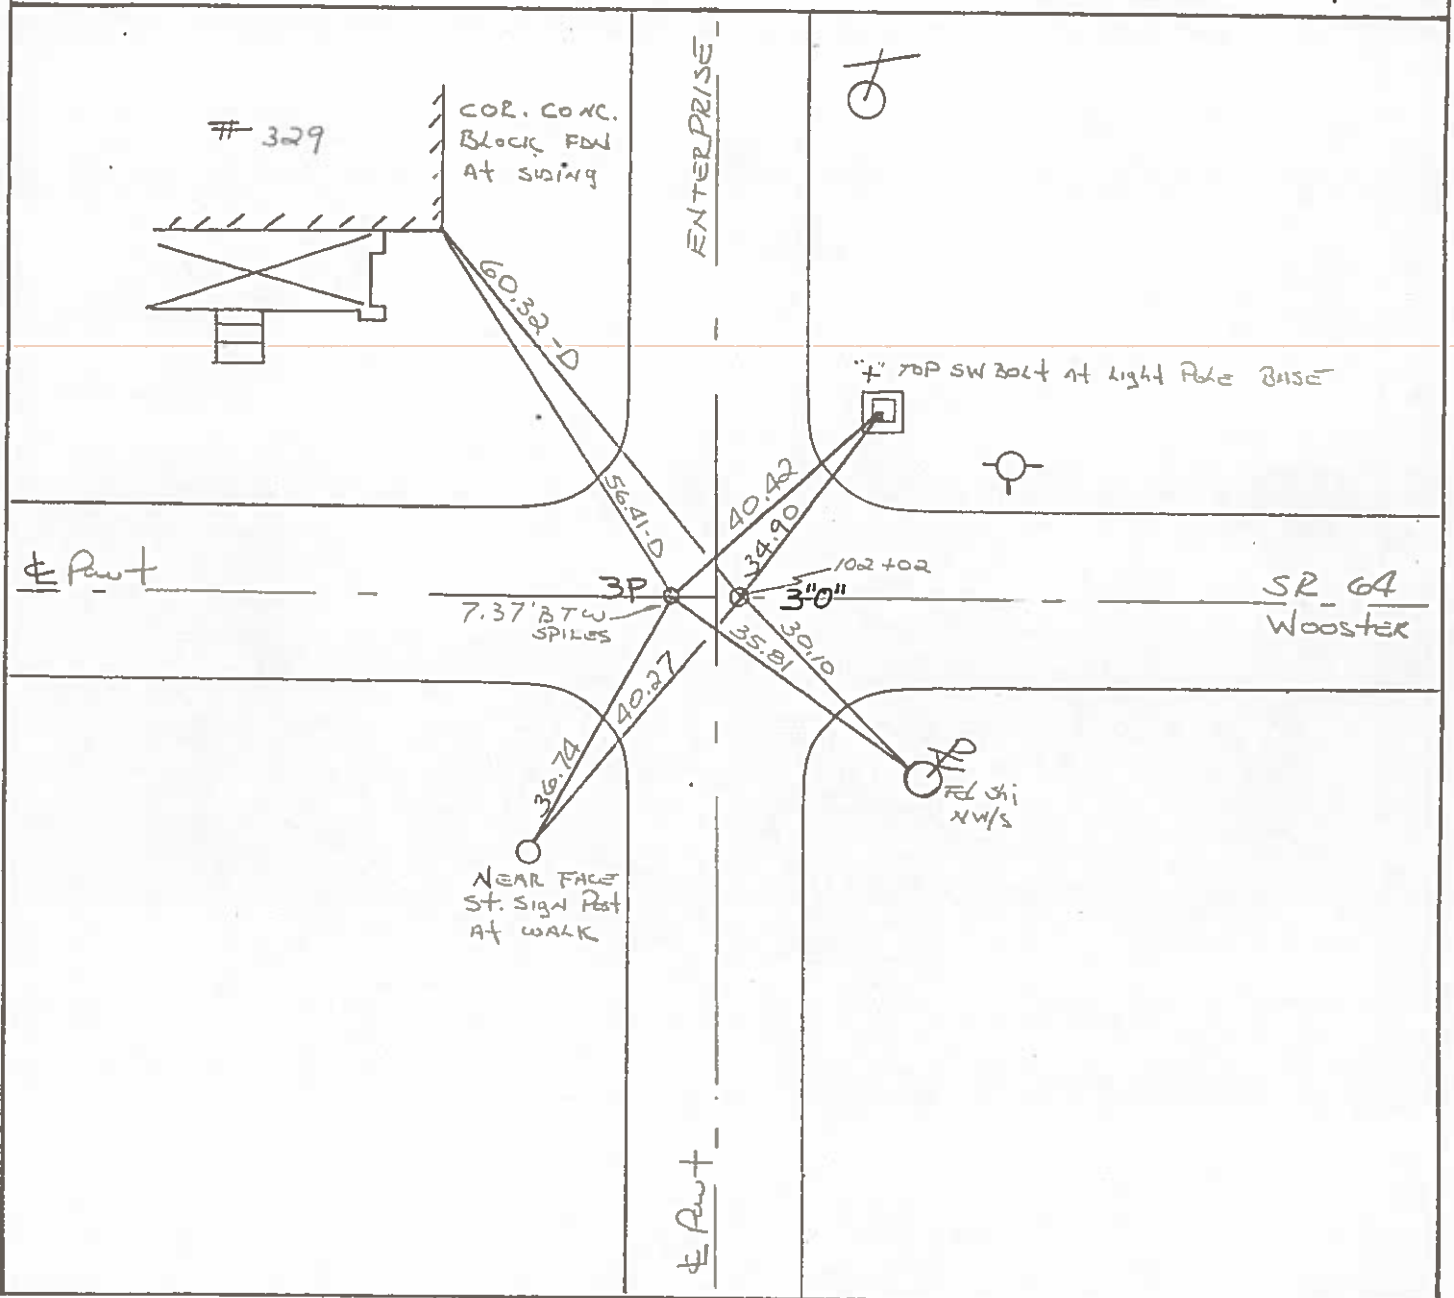 ENTERPRISE
# 329
COR. CONC.
BLOCK FDN
At SIDING
60.32-D
56.41-D
"+" TOP SW BOLT At Light POLE BASE
40.42
34.90
102+02
℄ Pavt
3P
3"O"
7.37' BTW
SPIKES
SR 64
WOOSTER
35.81
30.10
40.27
36.74
NEAR FACE
St. SIGN Post
At WALK
NW/S
℄ Pavt